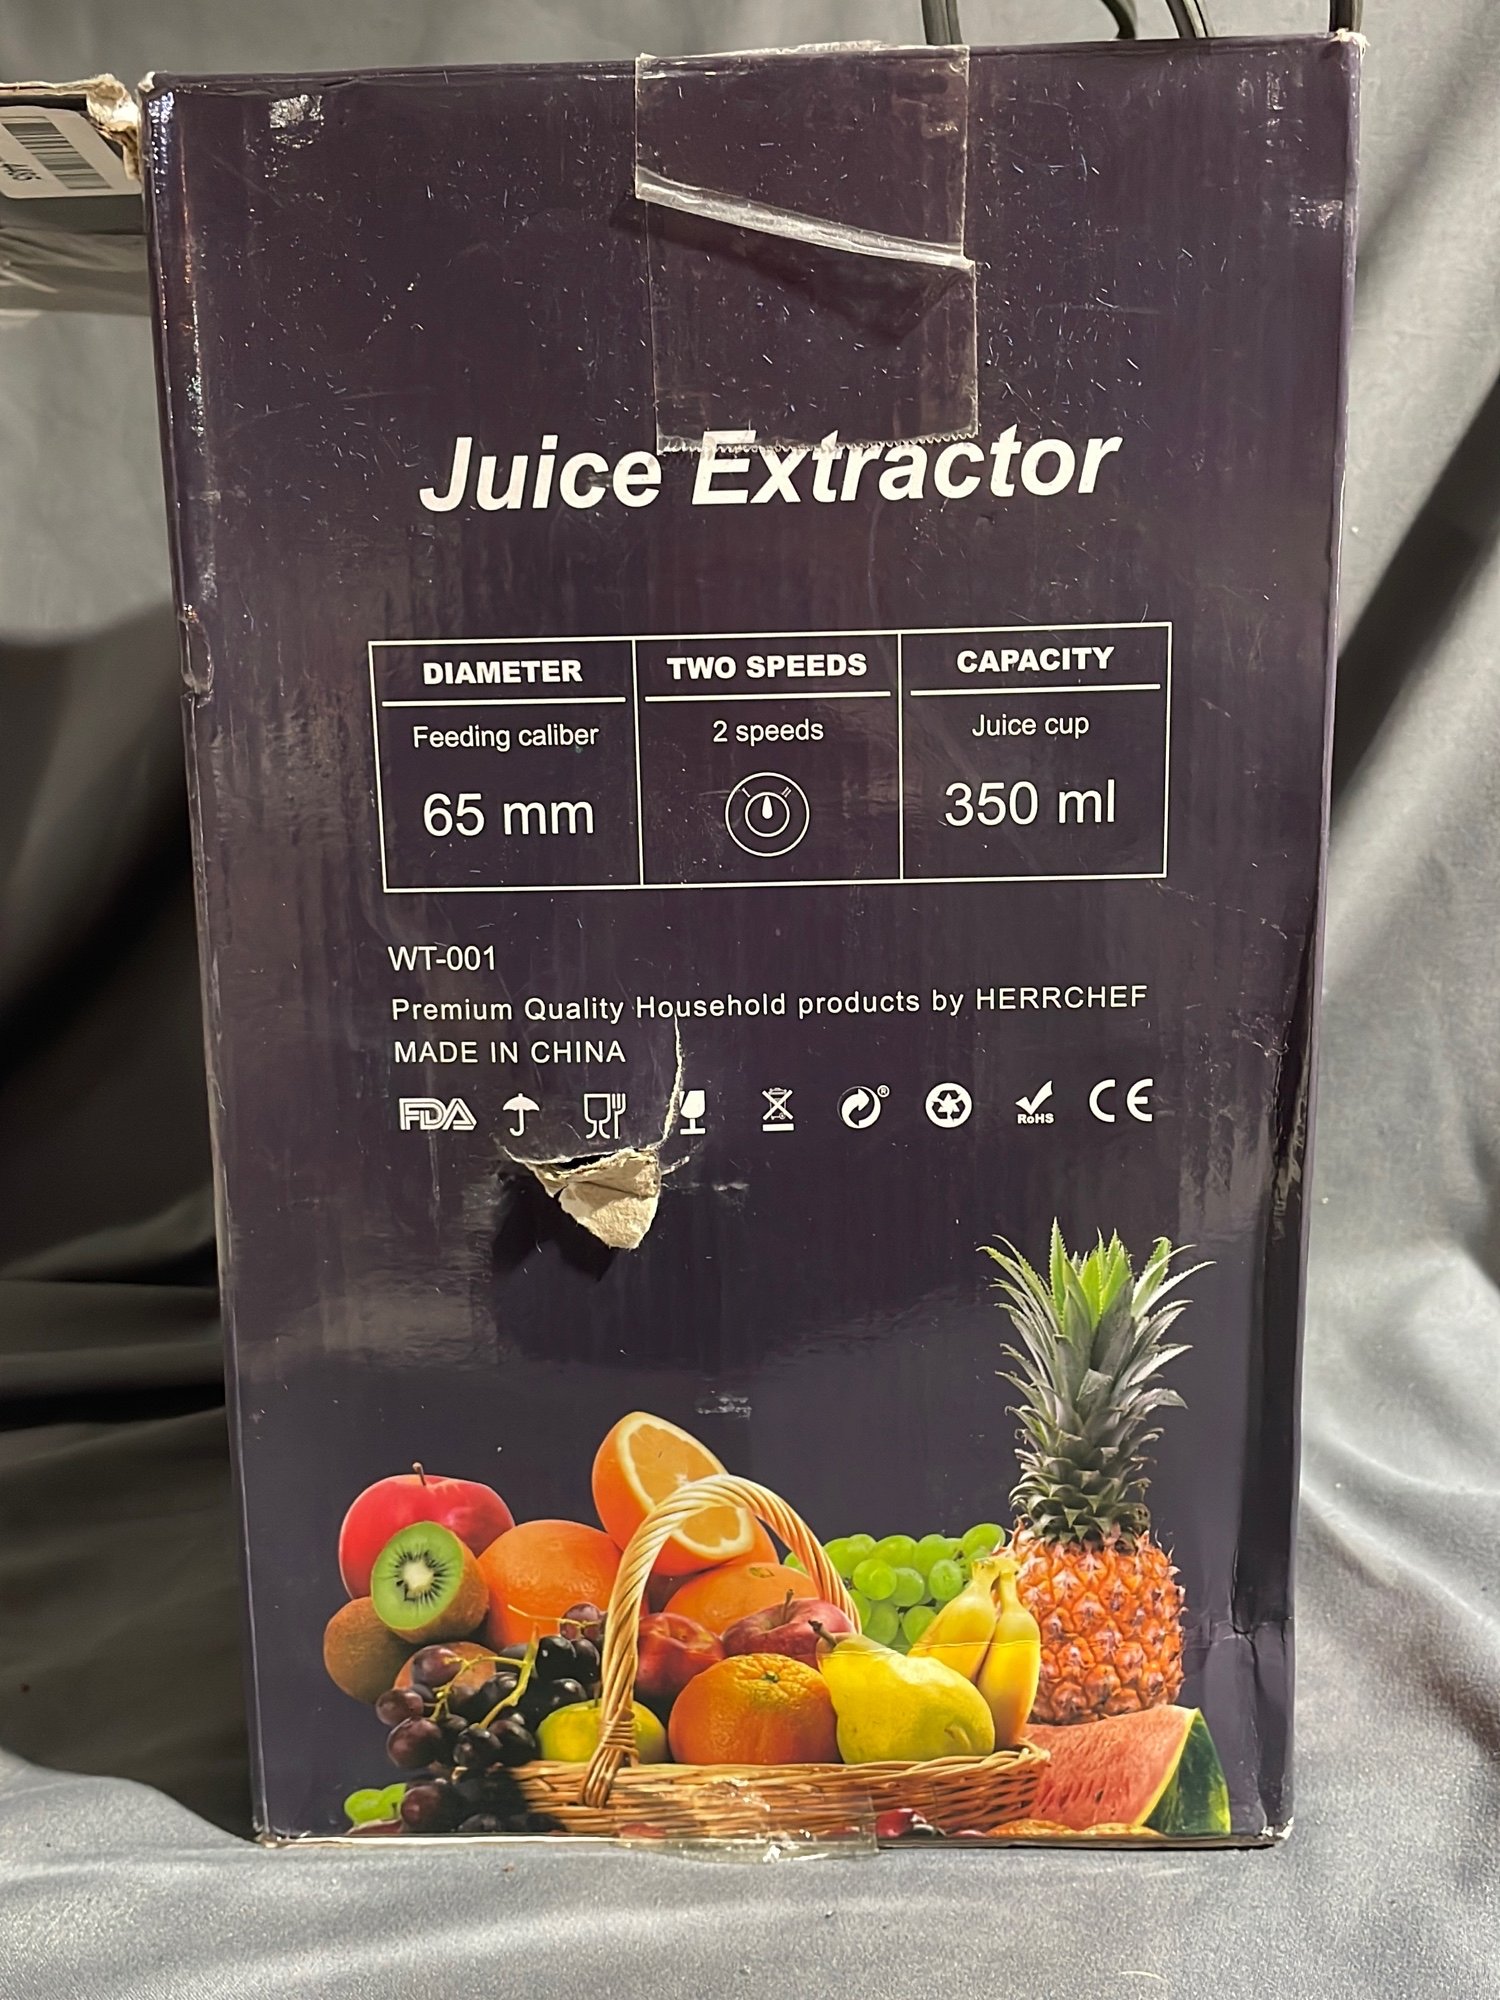 Juice Extractor
DIAMETER
Feeding caliber
65 mm
TWO SPEEDS
2 speeds
I II
CAPACITY
Juice cup
350 ml
WT-001
Premium Quality Household products by HERRCHEF
MADE IN CHINA
FDA
®
RoHS
CE